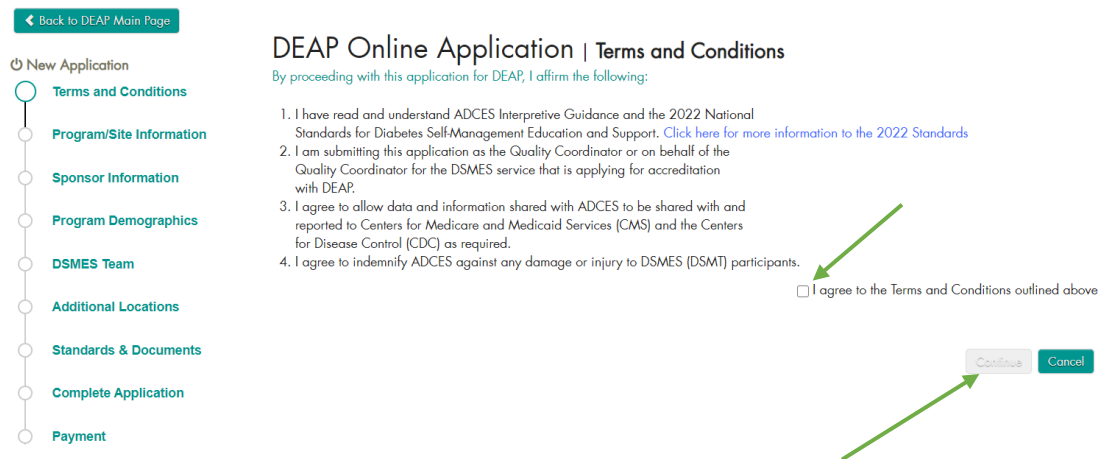 Back to DEAP Main Page
New Application
Terms and Conditions
Program/Site Information
Sponsor Information
Program Demographics
DSMES Team
Additional Locations
Standards & Documents
Complete Application
Payment
DEAP Online Application | Terms and Conditions
By proceeding with this application for DEAP, I affirm the following:
1. I have read and understand ADCES Interpretive Guidance and the 2022 National
Standards for Diabetes Self-Management Education and Support. Click here for more information to the 2022 Standards
2. I am submitting this application as the Quality Coordinator or on behalf of the
Quality Coordinator for the DSMES service that is applying for accreditation
with DEAP.
3. I agree to allow data and information shared with ADCES to be shared with and
reported to Centers for Medicare and Medicaid Services (CMS) and the Centers
for Disease Control (CDC) as required.
4. I agree to indemnify ADCES against any damage or injury to DSMES (DSMT) participants.
I agree to the Terms and Conditions outlined above
Continue
Cancel